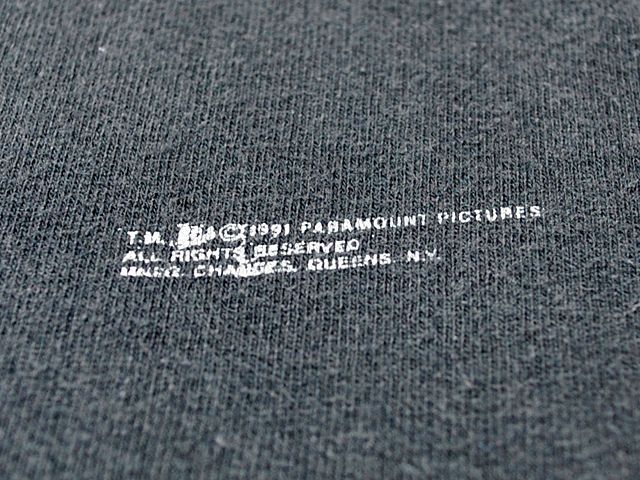 T.M. & © 1991 PARAMOUNT PICTURES
ALL RIGHTS RESERVED
CHANGES, QUEENS, N.Y.